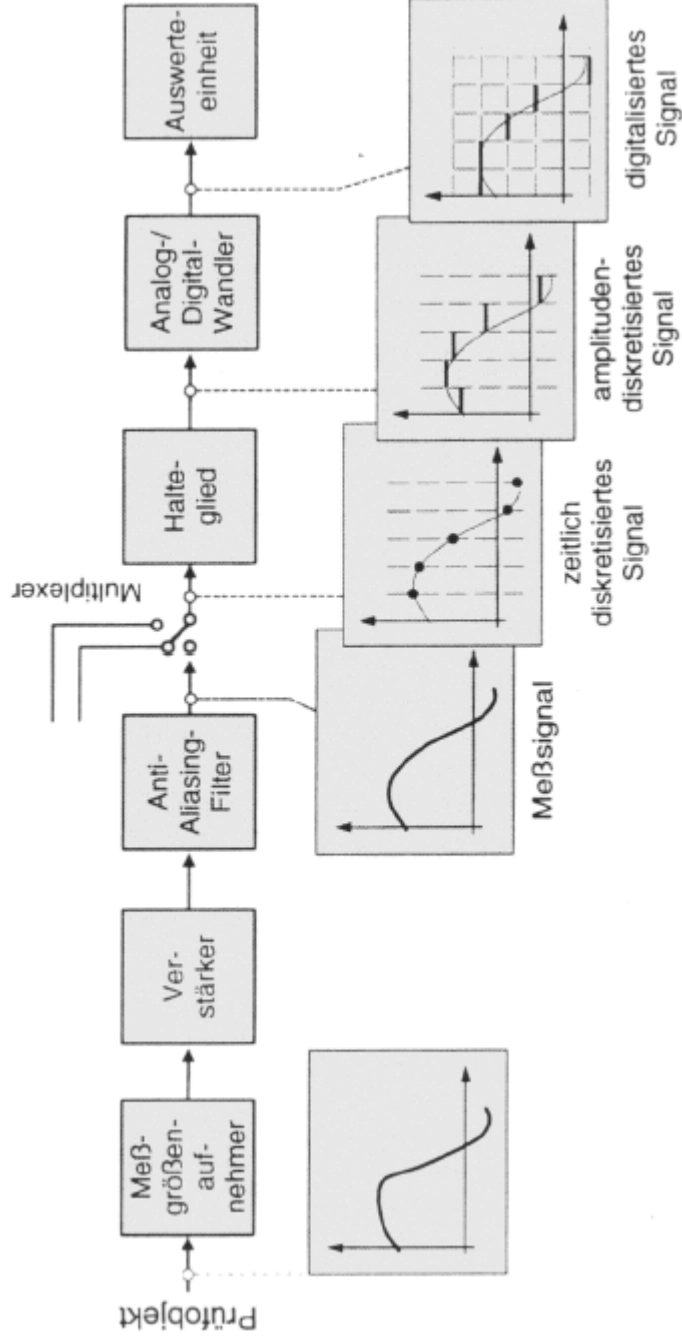 Prüfobjekt
Meß-
größen-
auf-
nehmer
Ver-
stärker
Anti-
Aliasing-
Filter
Multiplexer
Halte-
glied
Analog-/
Digital-
Wandler
Auswerte-
einheit
Meßsignal
zeitlich
diskretisiertes
Signal
amplituden-
diskretisiertes
Signal
digitalisiertes
Signal